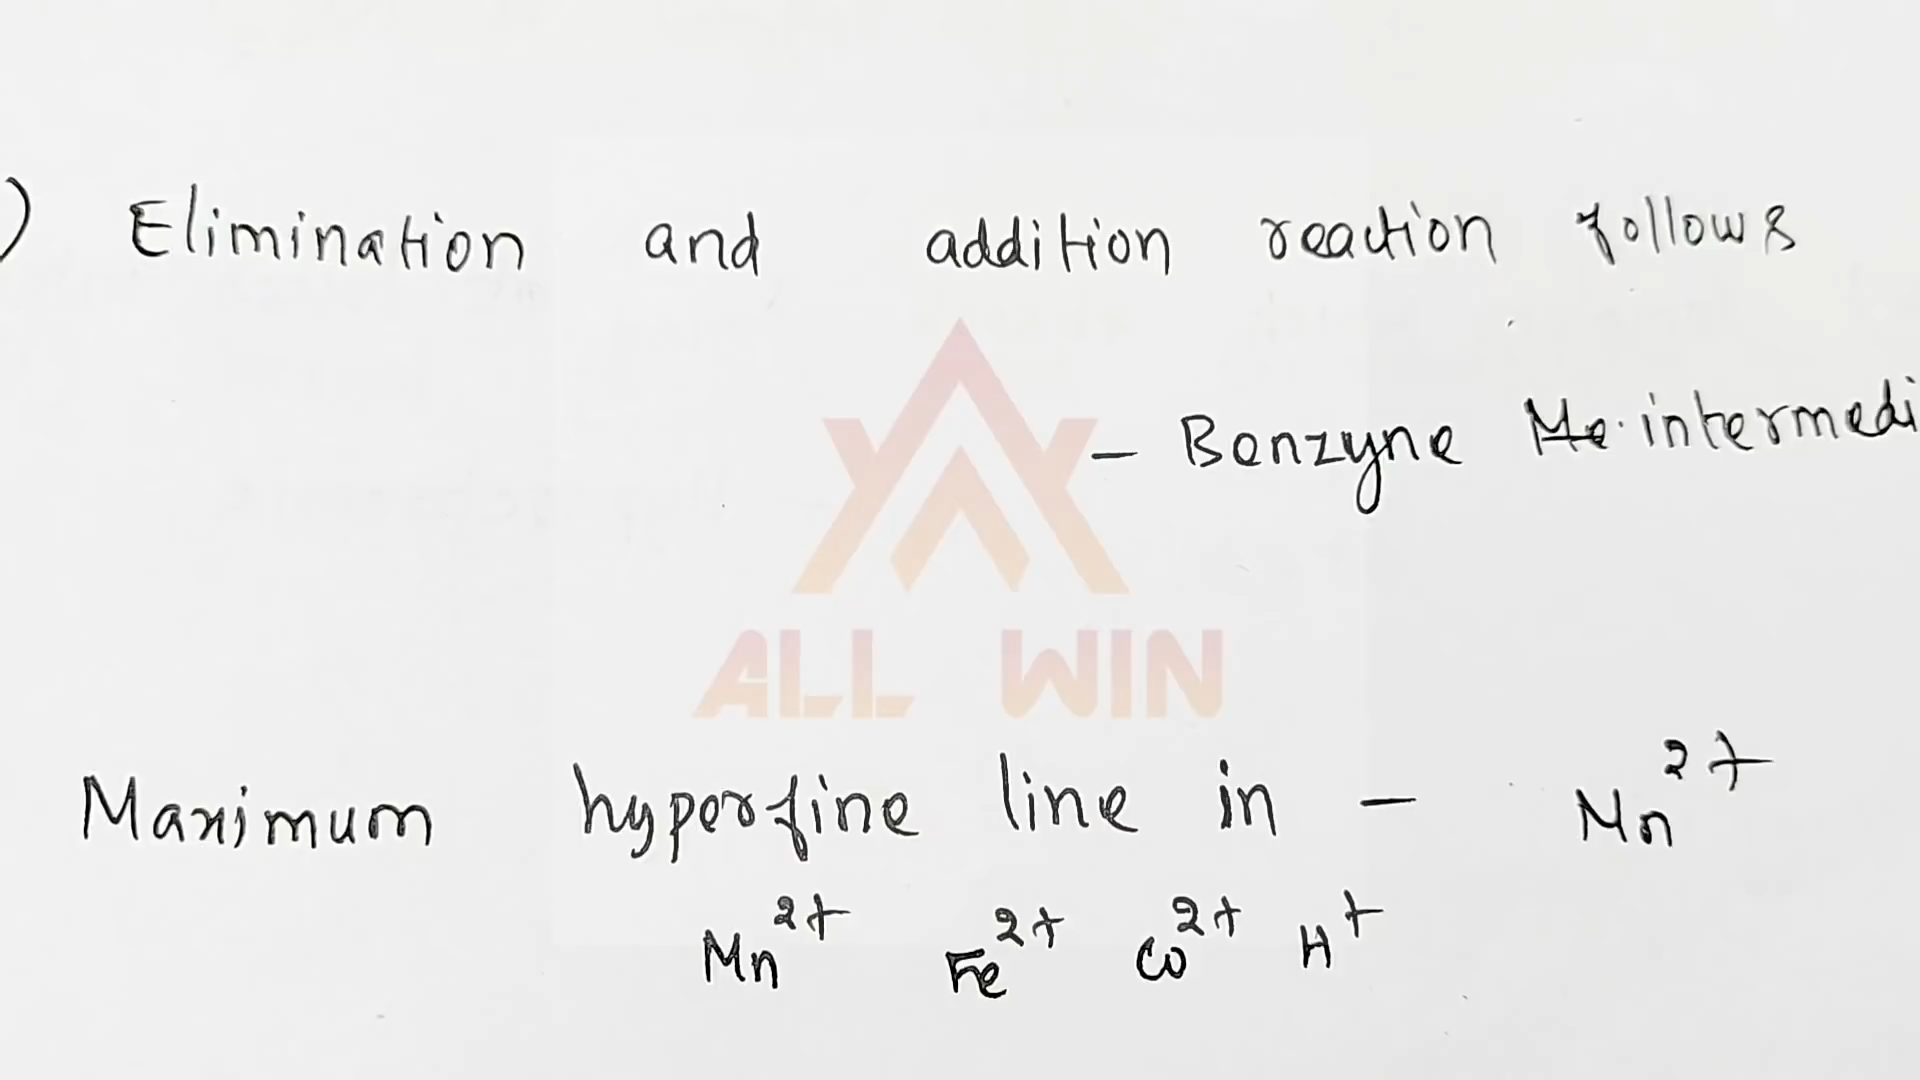 ) Elimination and addition reaction follows
- Benzyne Me. intermedi
ALL WIN
Maximum hyperfine line in - Mn²⁺
Mn²⁺ Fe²⁺ Co²⁺ H⁺